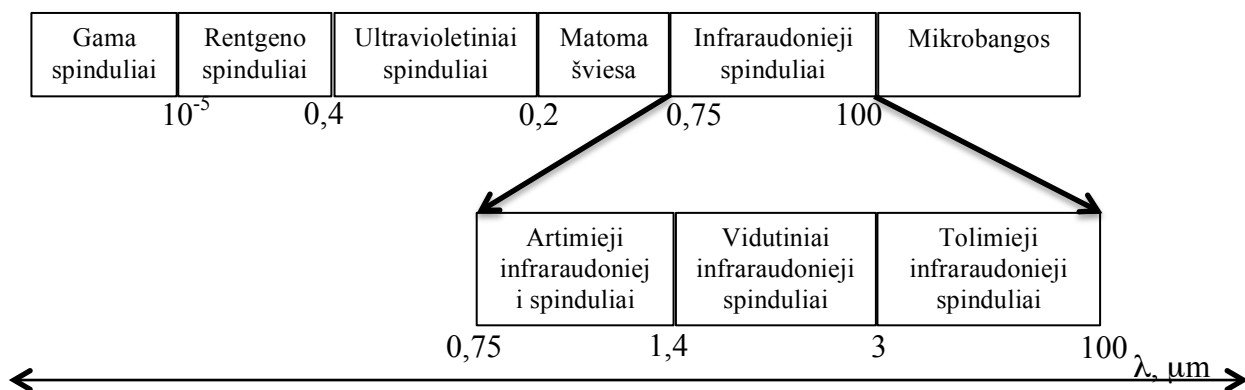 Gama
spinduliai
Rentgeno
spinduliai
Ultravioletiniai
spinduliai
Matoma
šviesa
Infraraudonieji
spinduliai
Mikrobangos
10⁻⁵
0,4
0,2
0,75
100
Artimieji
infraraudoniej
i spinduliai
Vidutiniai
infraraudonieji
spinduliai
Tolimieji
infraraudonieji
spinduliai
0,75
1,4
3
100
λ, μm